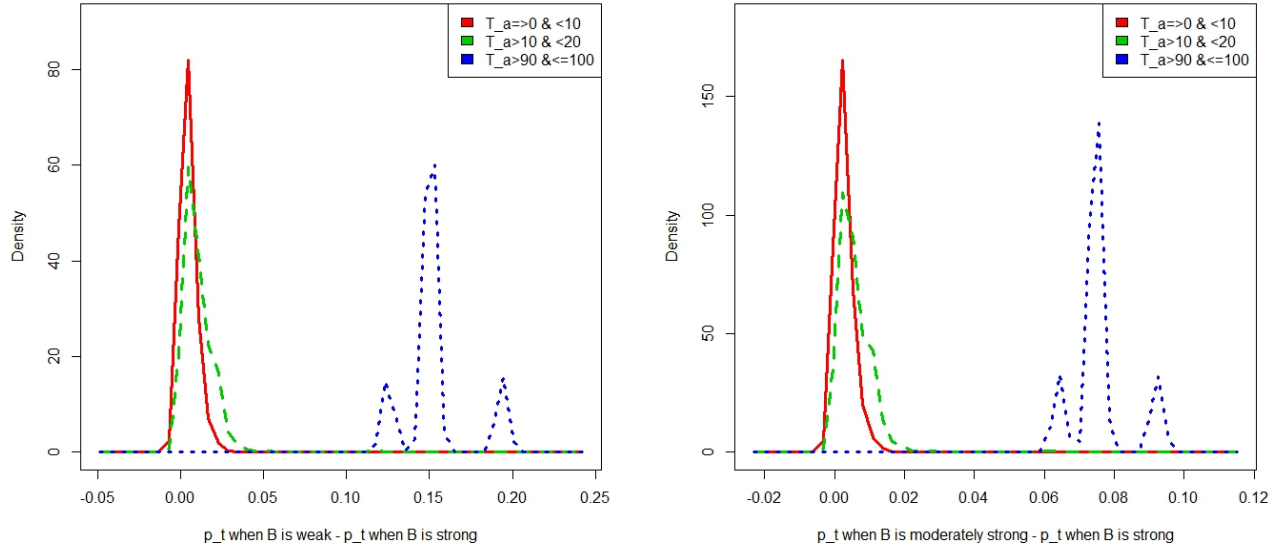 T_a=>0 & <10
T_a>10 & <20
T_a>90 &<=100
Density
80
60
40
20
0
-0.05 0.00 0.05 0.10 0.15 0.20 0.25
p_t when B is weak - p_t when B is strong
T_a=>0 & <10
T_a>10 & <20
T_a>90 &<=100
Density
150
100
50
0
-0.02 0.00 0.02 0.04 0.06 0.08 0.10 0.12
p_t when B is moderately strong - p_t when B is strong